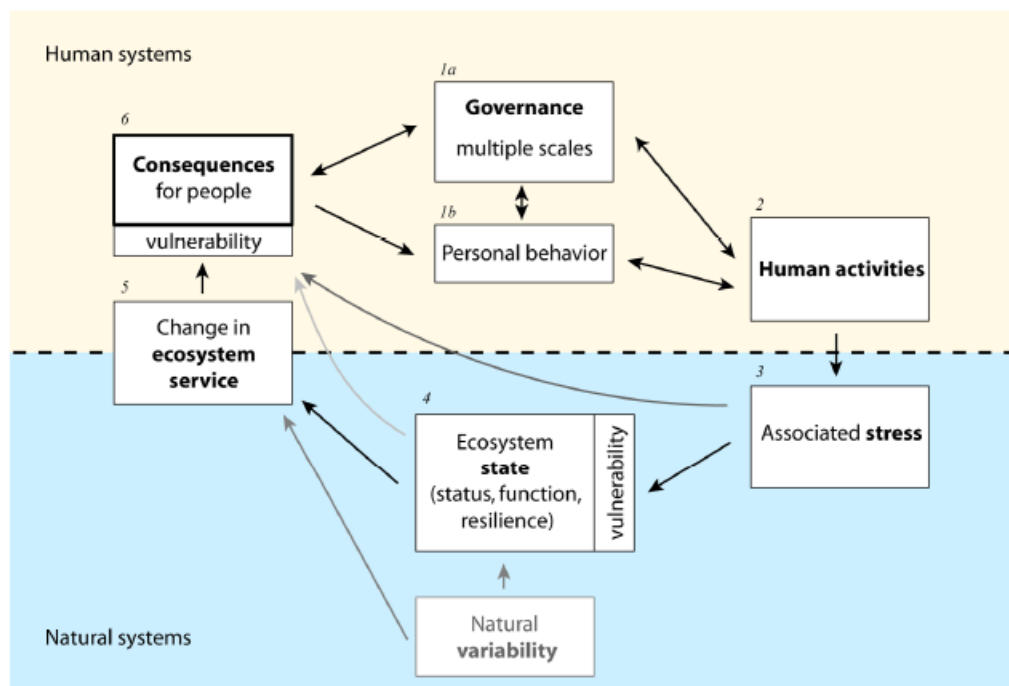 Human systems
1a
Governance
multiple scales
6
Consequences
for people
vulnerability
1b
Personal behavior
2
Human activities
5
Change in
ecosystem
service
3
Associated stress
4
Ecosystem
state
(status, function,
resilience)
vulnerability
Natural
variability
Natural systems